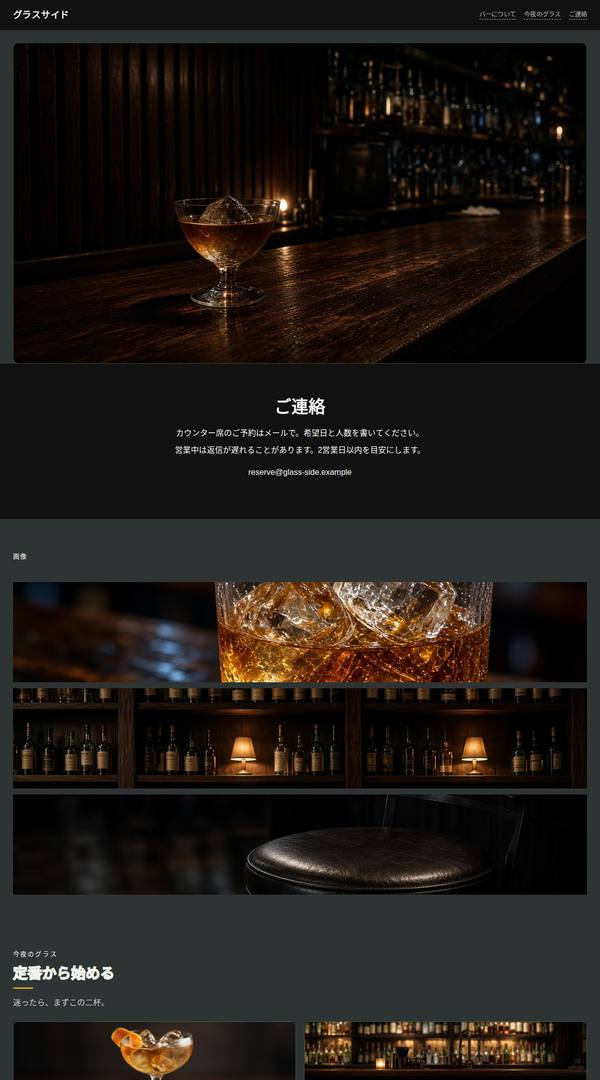 グラスサイド
バーについて 今夜のグラス ご連絡
ご連絡
カウンター席のご予約はメールで。希望日と人数を書いてください。
営業中は返信が遅れることがあります。2営業日以内を目安にします。
reserve@glass-side.example
画像
今夜のグラス
定番から始める
迷ったら、まずこの二杯。